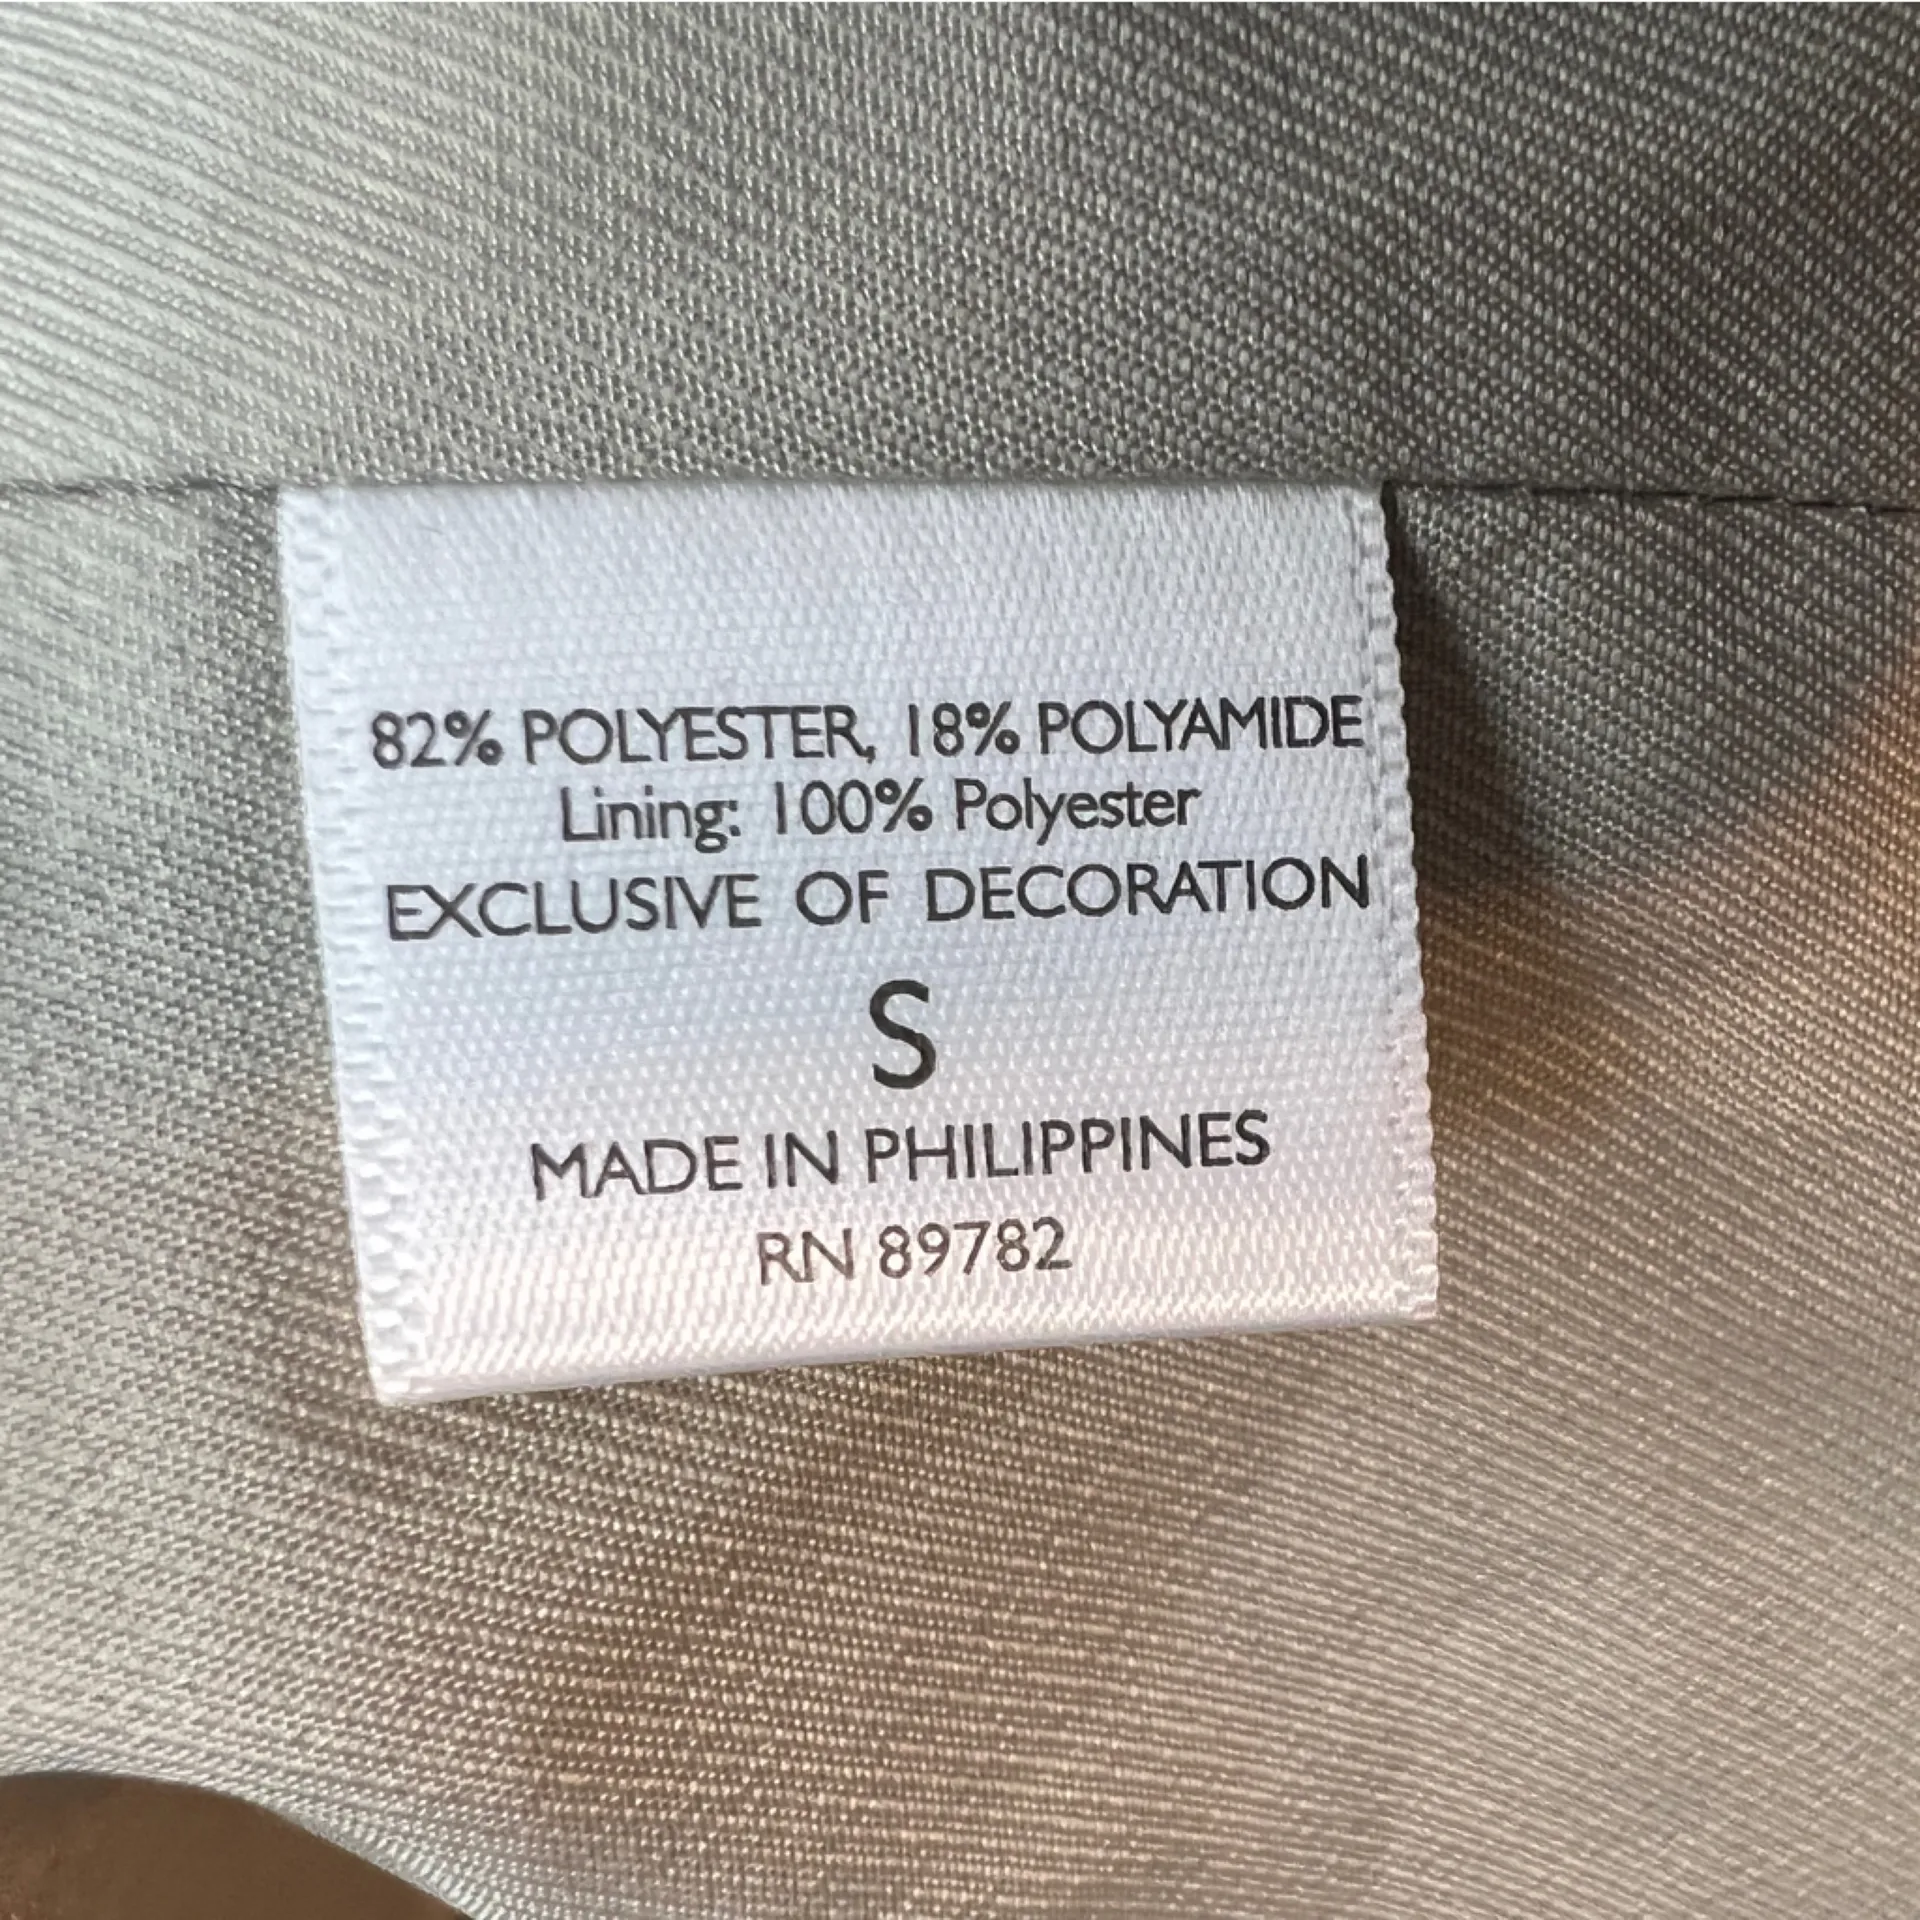 82% POLYESTER, 18% POLYAMIDE
Lining: 100% Polyester
EXCLUSIVE OF DECORATION
S
MADE IN PHILIPPINES
RN 89782